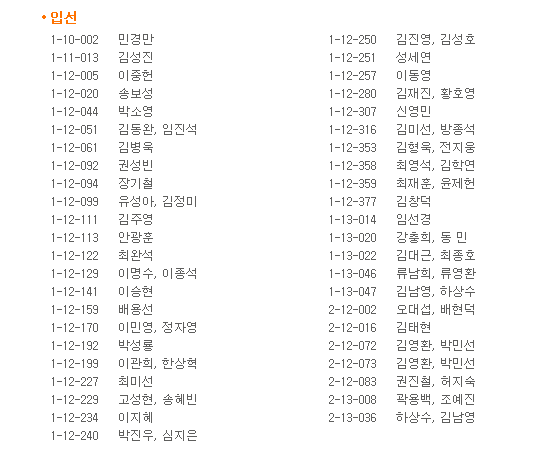 • 입선
1-10-002 민경만
1-11-013 김성진
1-12-005 이중헌
1-12-020 송보성
1-12-044 박소영
1-12-051 김동완, 임진석
1-12-061 김병욱
1-12-092 권성빈
1-12-094 장기철
1-12-099 유성아, 김정미
1-12-111 김주영
1-12-113 안광훈
1-12-122 최완석
1-12-129 이명수, 이종석
1-12-141 이승현
1-12-159 배용선
1-12-170 이민영, 정자영
1-12-192 박성룡
1-12-199 이관희, 한상혁
1-12-227 최미선
1-12-229 고성현, 송혜빈
1-12-234 이지혜
1-12-240 박진우, 심지은
1-12-250 김진영, 김성호
1-12-251 성세연
1-12-257 이동영
1-12-280 김재진, 황호영
1-12-307 신영민
1-12-316 김미선, 방종석
1-12-353 김형욱, 전지웅
1-12-358 최영석, 김학연
1-12-359 최재훈, 윤제헌
1-12-377 김창덕
1-13-014 임선경
1-13-020 강충희, 동 민
1-13-022 김대근, 최종호
1-13-046 류남희, 류영환
1-13-047 김남영, 하상수
2-12-002 오대섭, 배현덕
2-12-016 김태현
2-12-072 김영환, 박민선
2-12-073 김영환, 박민선
2-12-083 권진철, 허지숙
2-13-008 곽용백, 조예진
2-13-036 하상수, 김남영